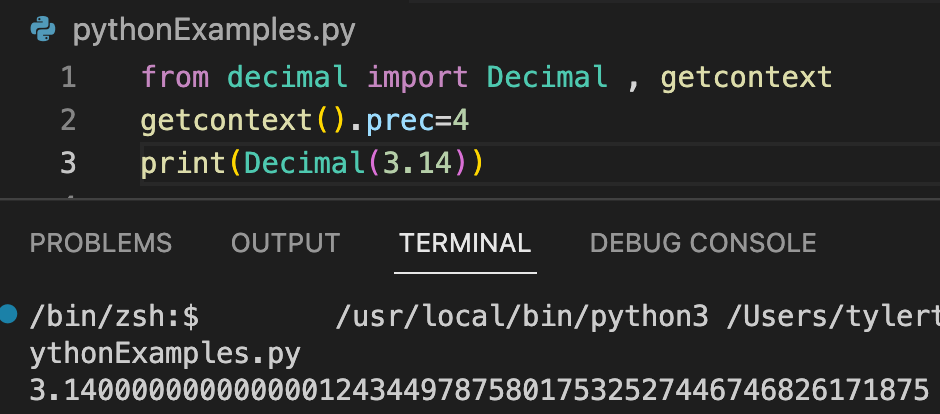 pythonExamples.py
1 from decimal import Decimal , getcontext
2 getcontext().prec=4
3 print(Decimal(3.14))
PROBLEMS OUTPUT TERMINAL DEBUG CONSOLE
/bin/zsh:$ /usr/local/bin/python3 /Users/tylert
ythonExamples.py
3.140000000000000124344978758017532527446746826171875